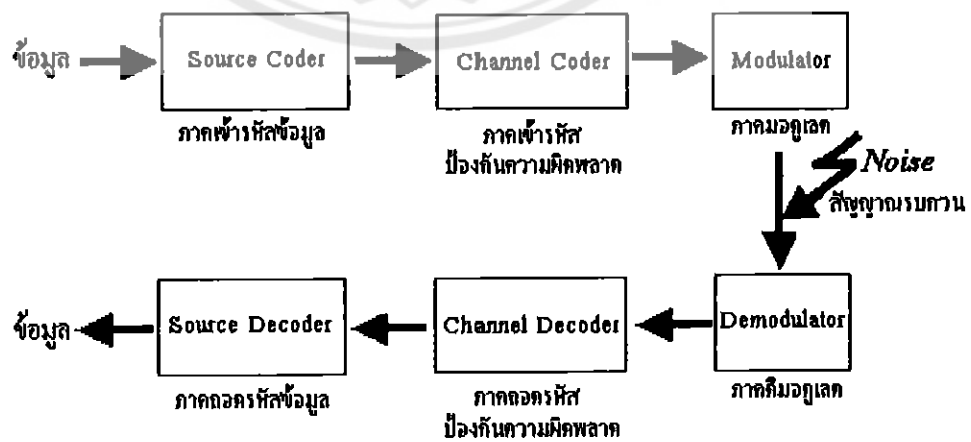 ข้อมูล
Source Coder
Channel Coder
Modulator
ภาคเข้ารหัสข้อมูล
ภาคเข้ารหัส
ป้องกันความผิดพลาด
ภาคมอดูเลต
Noise
สัญญาณรบกวน
ข้อมูล
Source Decoder
Channel Decoder
Demodulator
ภาคถอดรหัสข้อมูล
ภาคถอดรหัส
ป้องกันความผิดพลาด
ภาคดีมอดูเลต